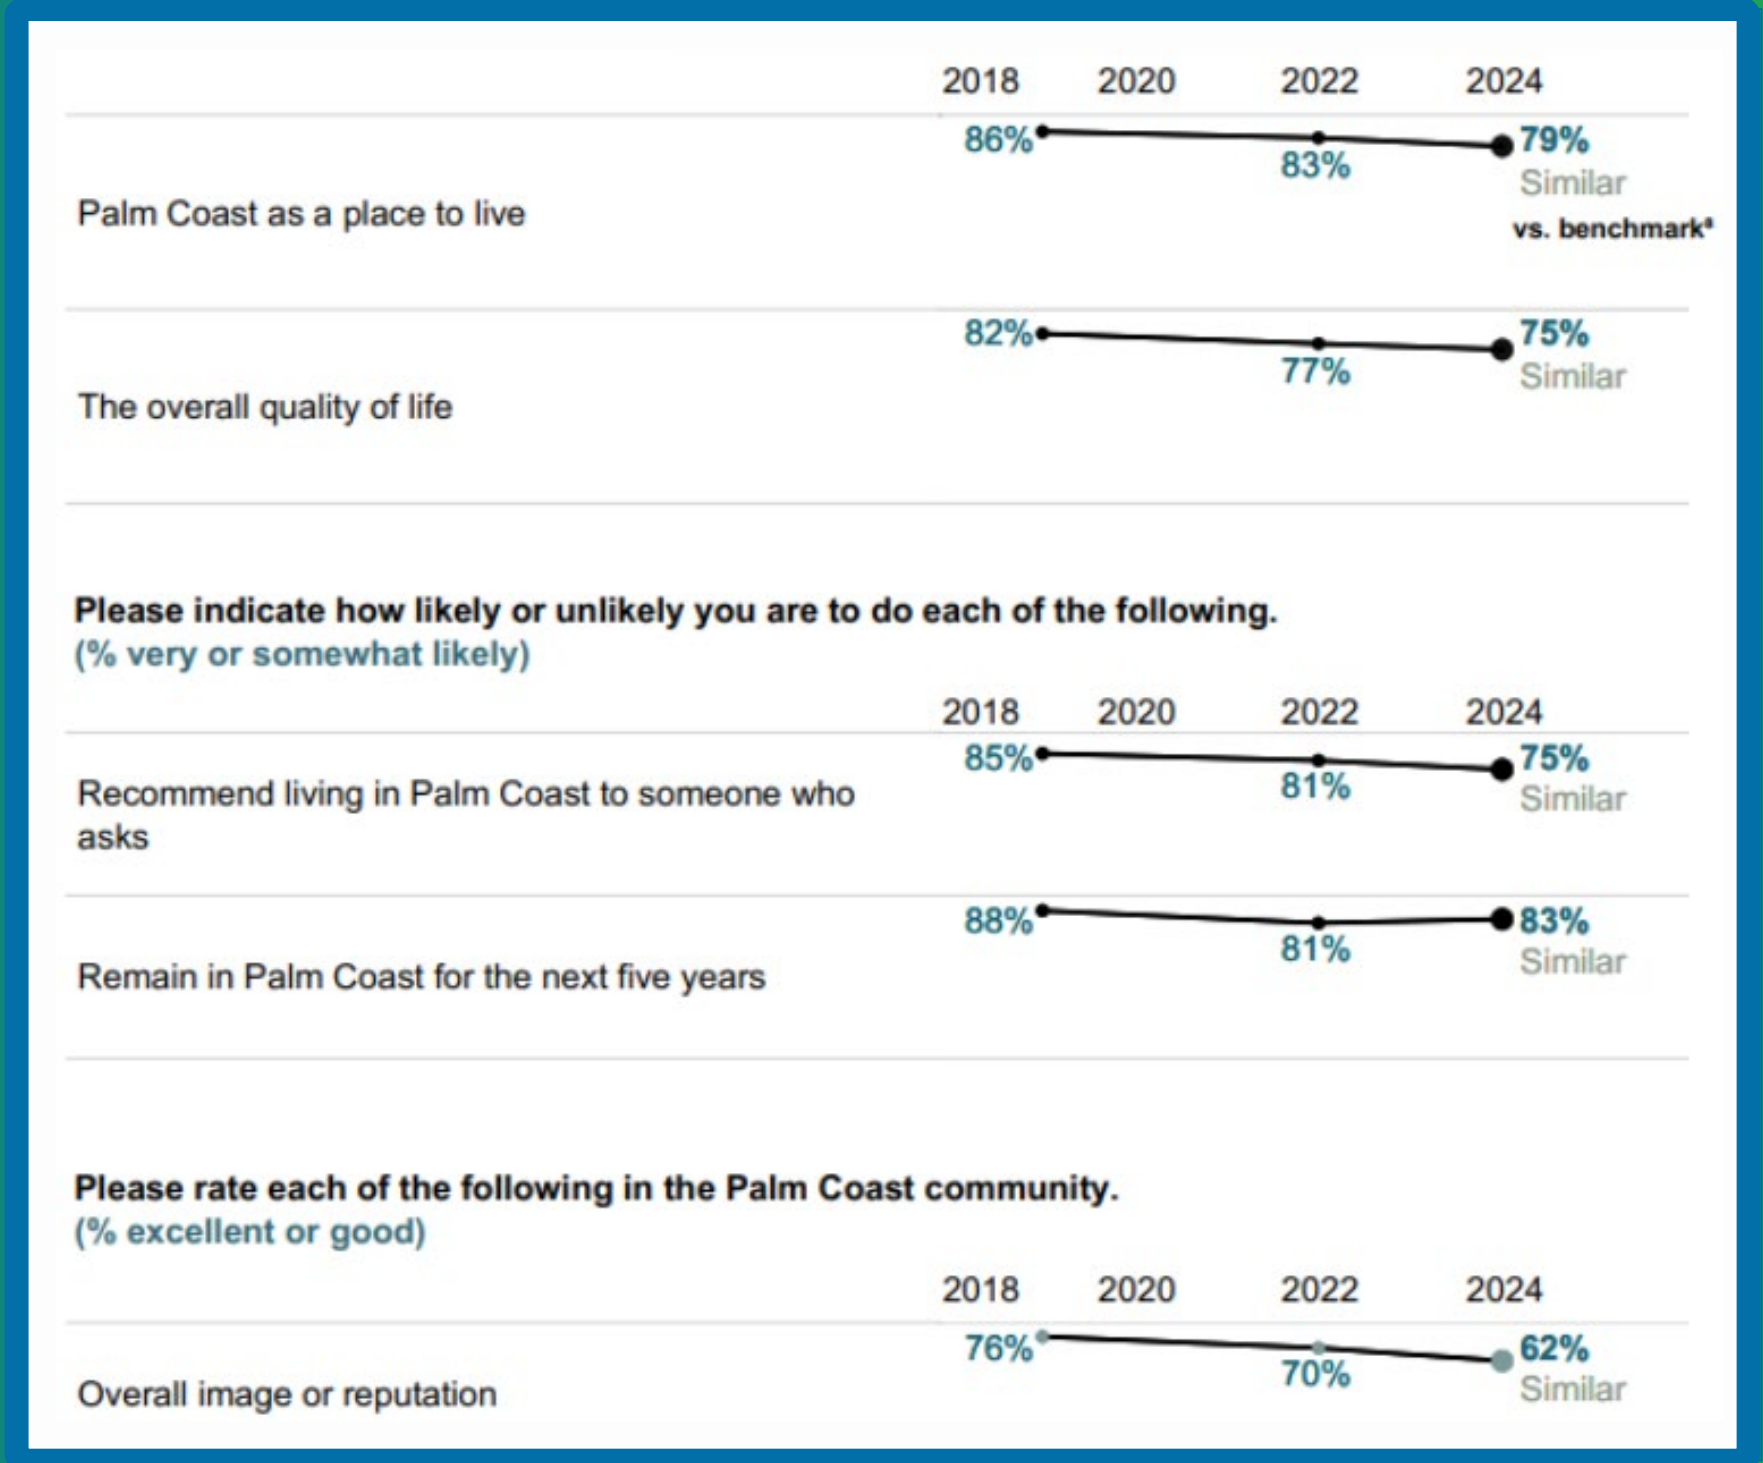 2018 2020 2022 2024
86% 83% 79%
Similar
Palm Coast as a place to live
vs. benchmarkª
82% 77% 75%
Similar
The overall quality of life
Please indicate how likely or unlikely you are to do each of the following.
(% very or somewhat likely)
2018 2020 2022 2024
85% 81% 75%
Similar
Recommend living in Palm Coast to someone who
asks
88% 81% 83%
Similar
Remain in Palm Coast for the next five years
Please rate each of the following in the Palm Coast community.
(% excellent or good)
2018 2020 2022 2024
76% 70% 62%
Similar
Overall image or reputation